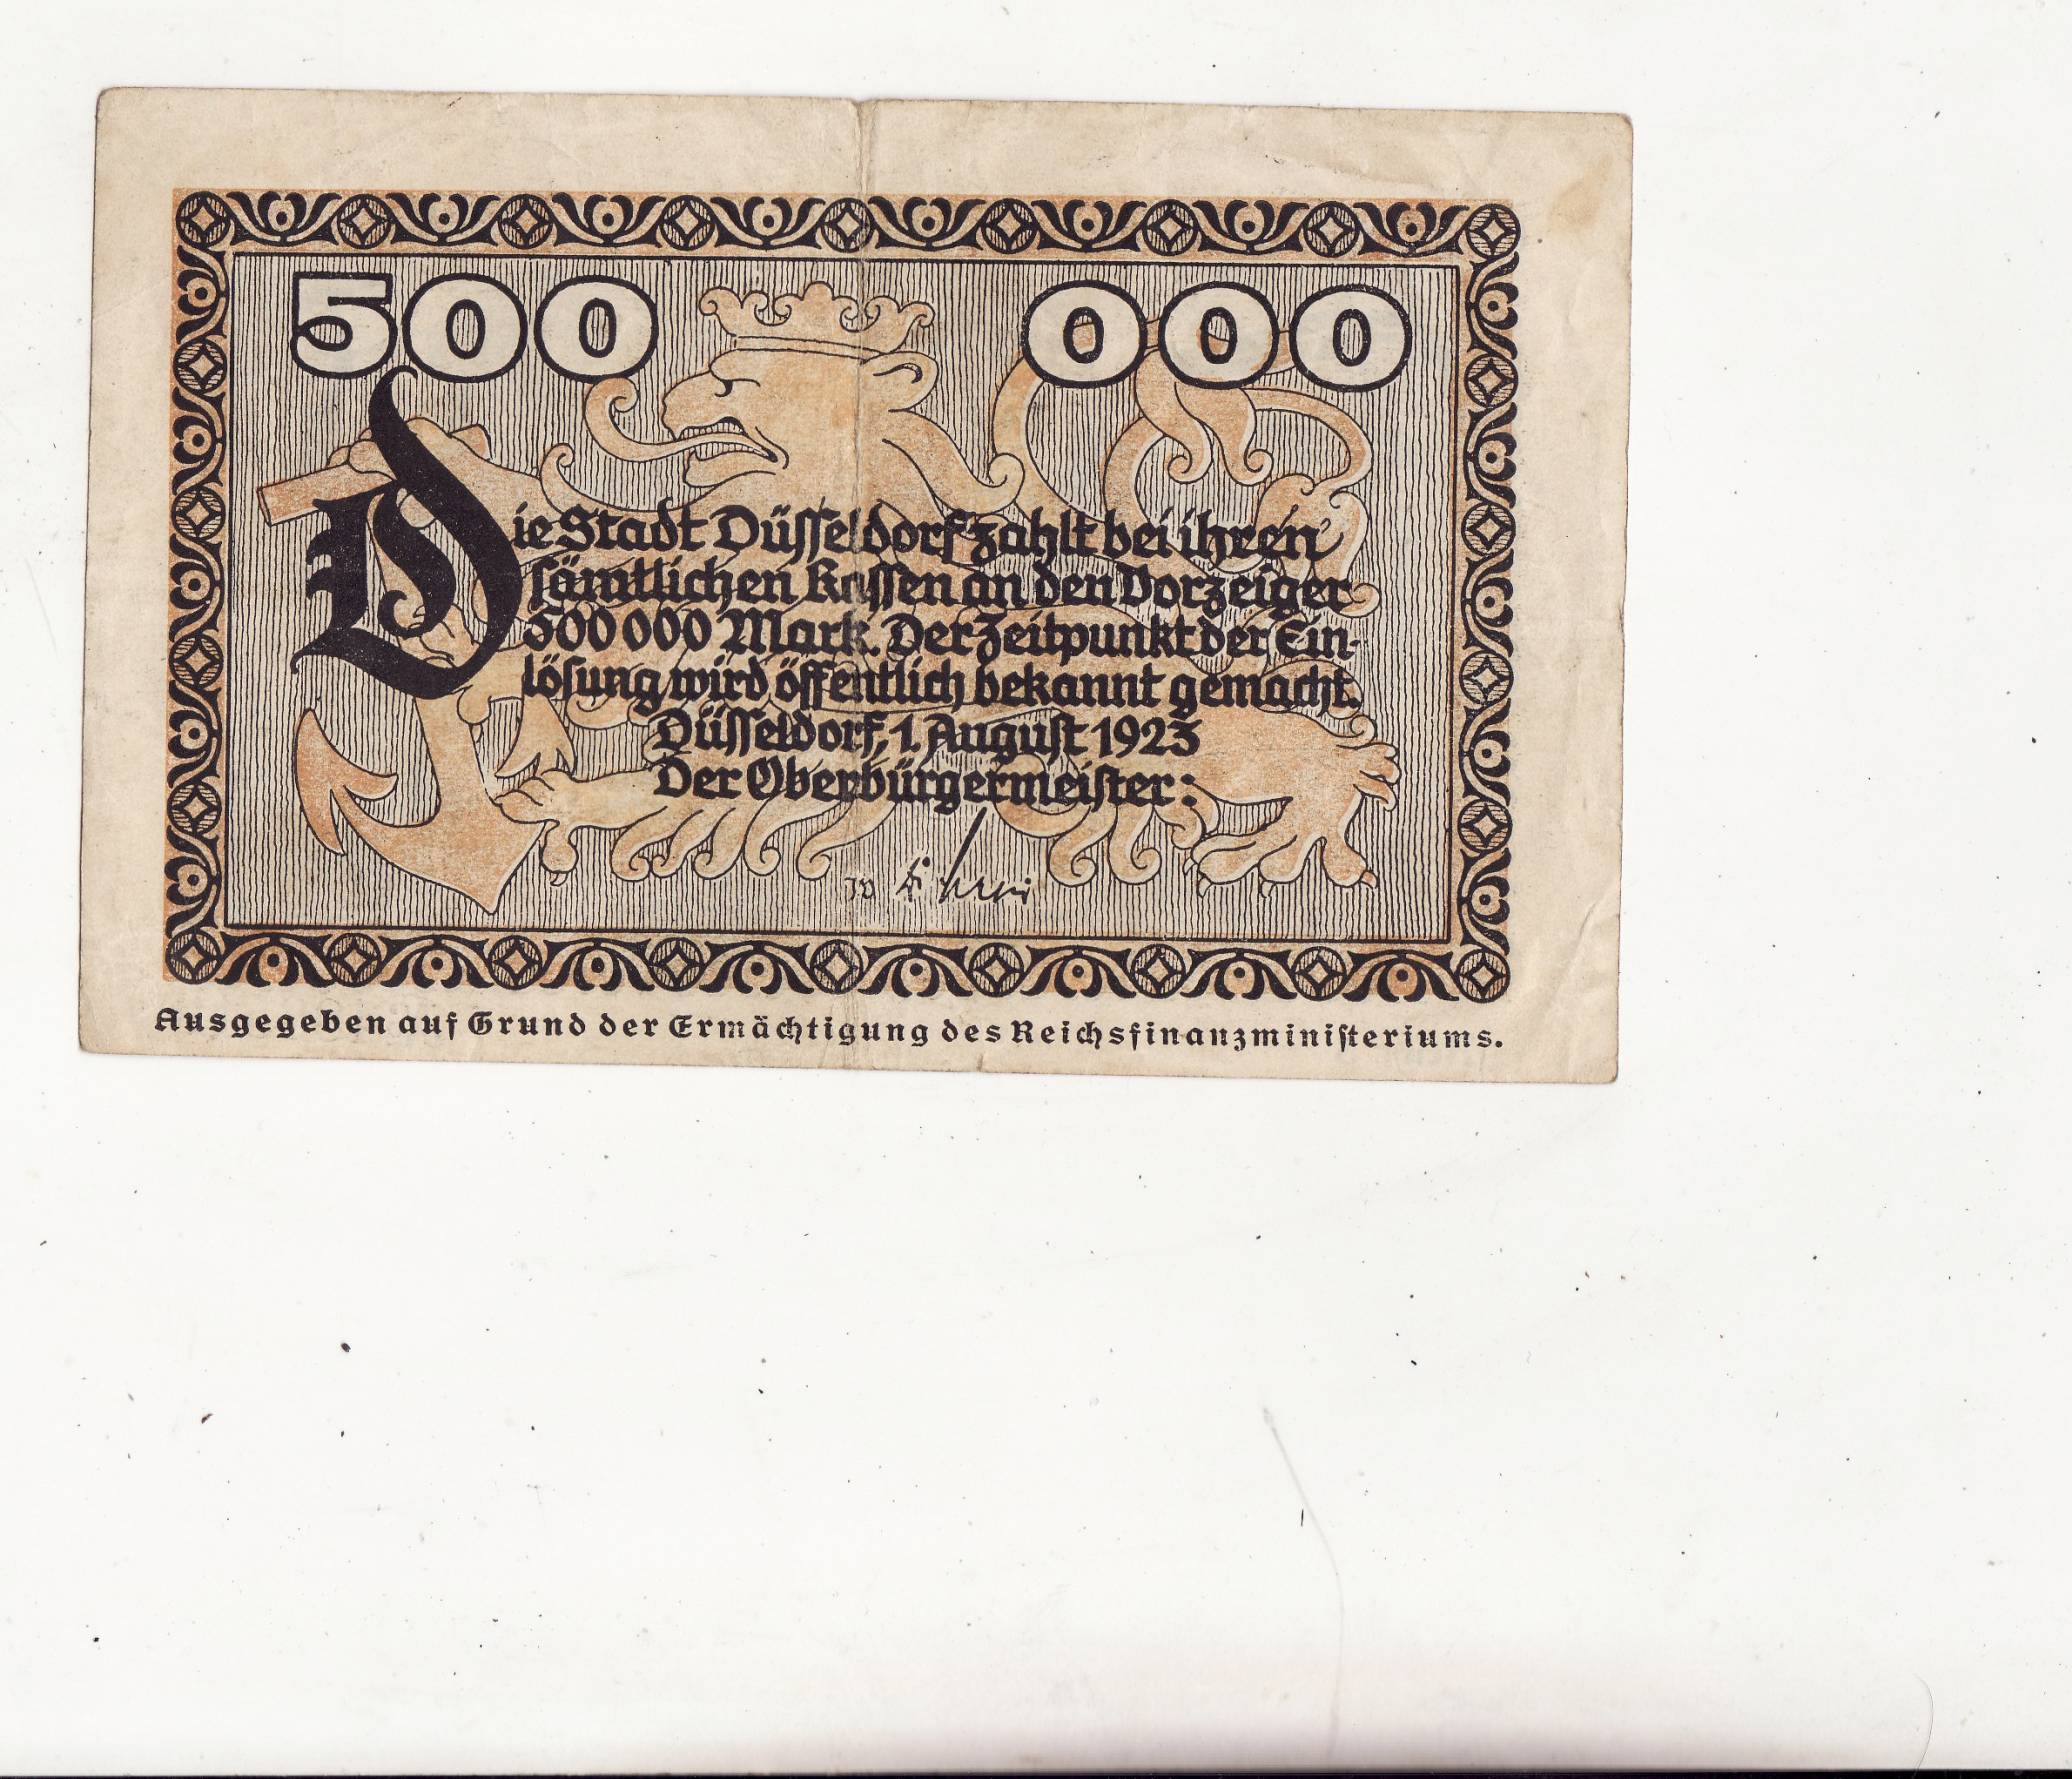 500 000
Die Stadt Düsseldorf zahlt bei ihren
sämtlichen Kassen an den Vorzeiger
500 000 Mark. Der Zeitpunkt der Ein-
lösung wird öffentlich bekannt gemacht.
Düsseldorf, 1. August 1923
Der Oberbürgermeister:
Ausgegeben auf Grund der Ermächtigung des Reichsfinanzministeriums.